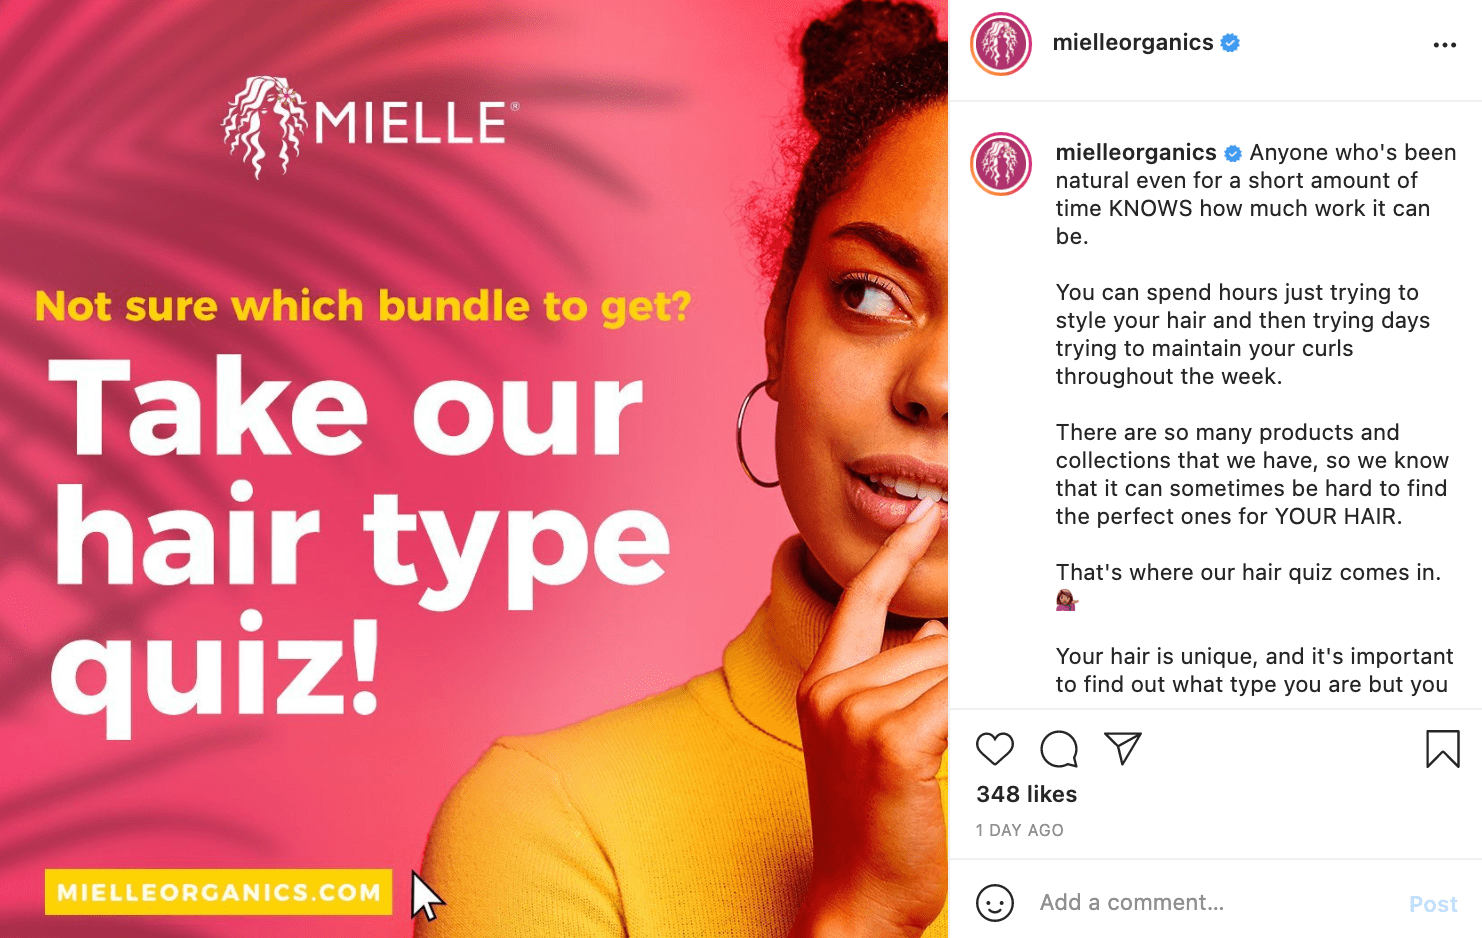 MIELLE®
Not sure which bundle to get?
Take our
hair type
quiz!
MIELLEORGANICS.COM
mielleorganics
mielleorganics Anyone who's been
natural even for a short amount of
time KNOWS how much work it can
be.
You can spend hours just trying to
style your hair and then trying days
trying to maintain your curls
throughout the week.
There are so many products and
collections that we have, so we know
that it can sometimes be hard to find
the perfect ones for YOUR HAIR.
That's where our hair quiz comes in.
Your hair is unique, and it's important
to find out what type you are but you
348 likes
1 DAY AGO
Add a comment...
Post